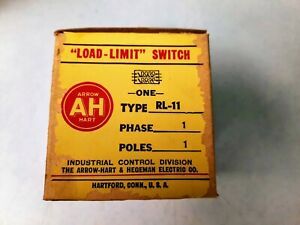 "LOAD-LIMIT" SWITCH
—ONE—
ARROW
AH
HART
TYPE RL-11
PHASE 1
POLES 1
INDUSTRIAL CONTROL DIVISION
THE ARROW-HART & HEGEMAN ELECTRIC CO.
HARTFORD, CONN., U. S. A.